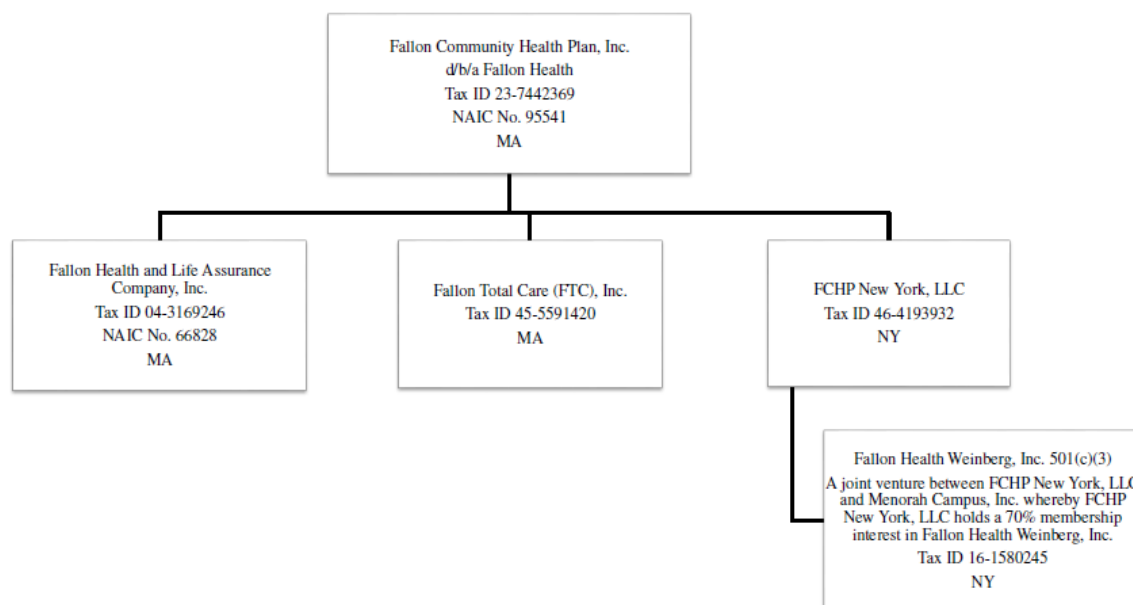 Fallon Community Health Plan, Inc.
d/b/a Fallon Health
Tax ID 23-7442369
NAIC No. 95541
MA
Fallon Health and Life Assurance
Company, Inc.
Tax ID 04-3169246
NAIC No. 66828
MA
Fallon Total Care (FTC), Inc.
Tax ID 45-5591420
MA
FCHP New York, LLC
Tax ID 46-4193932
NY
Fallon Health Weinberg, Inc. 501(c)(3)
A joint venture between FCHP New York, LLC
and Menorah Campus, Inc. whereby FCHP
New York, LLC holds a 70% membership
interest in Fallon Health Weinberg, Inc.
Tax ID 16-1580245
NY